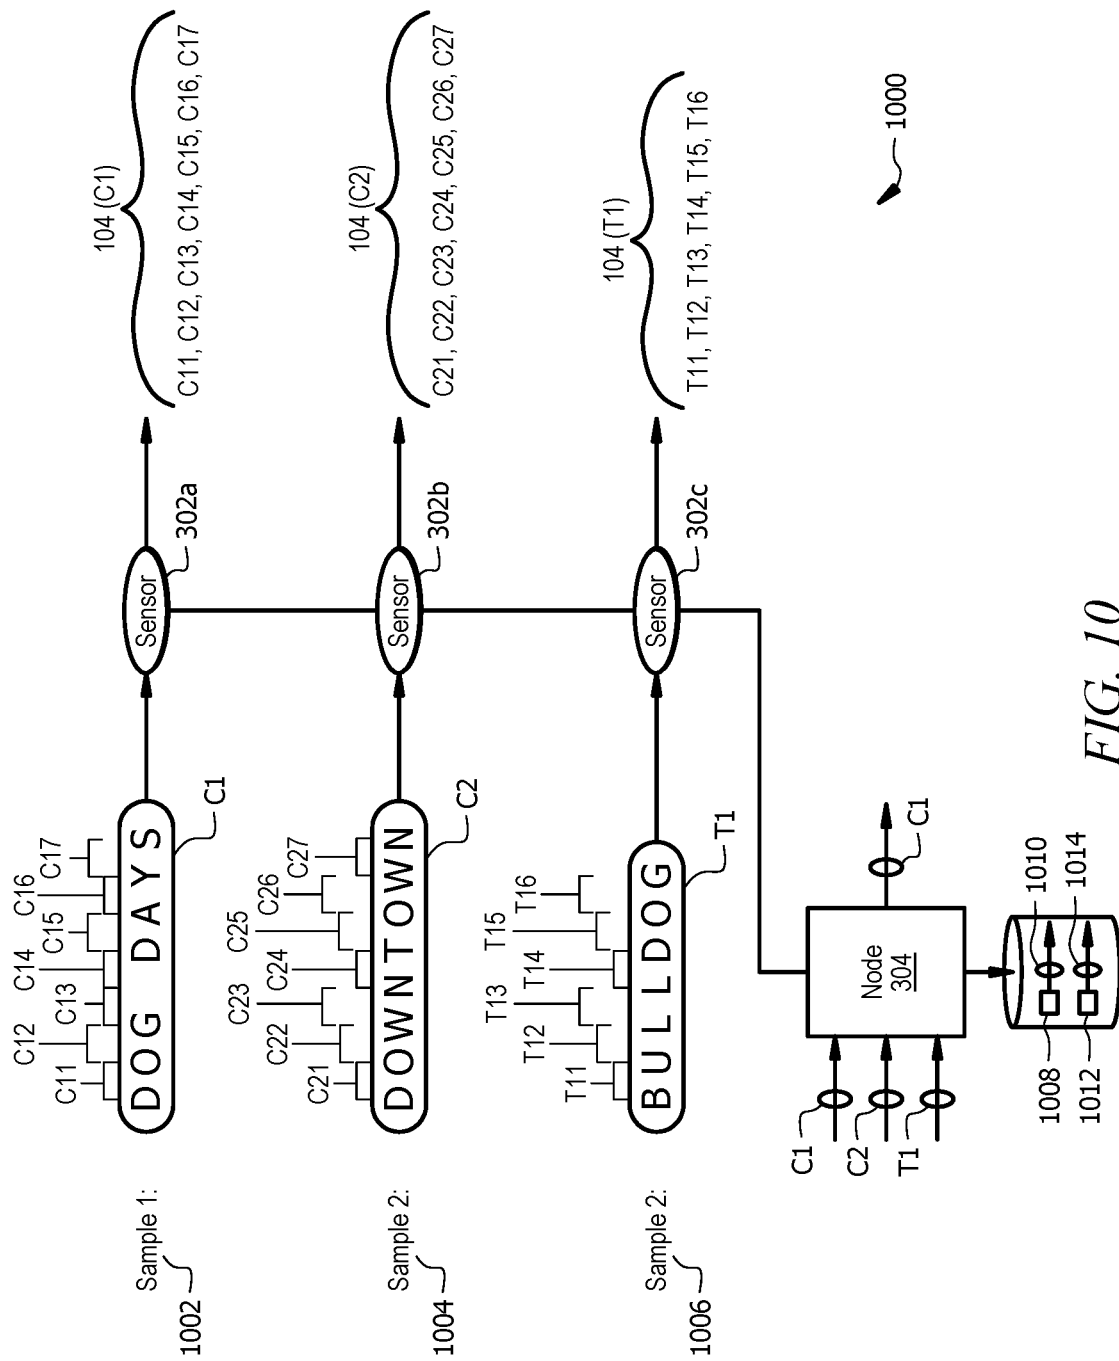 C11
C12
C13
C14
C15
C16
C17
Sample 1:
1002
DOG DAYS
C1
Sensor
302a
104 (C1)
C11, C12, C13, C14, C15, C16, C17
C21
C22
C23
C24
C25
C26
C27
Sample 2:
1004
DOWNTOWN
C2
Sensor
302b
104 (C2)
C21, C22, C23, C24, C25, C26, C27
T11
T12
T13
T14
T15
T16
Sample 2:
1006
BULLDOG
T1
Sensor
302c
104 (T1)
T11, T12, T13, T14, T15, T16
C1
C2
T1
Node
304
C1
1008
1012
1010
1014
1000
FIG. 10